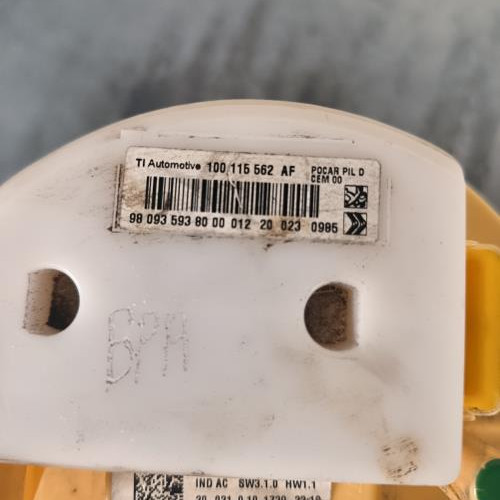 TI Automotive 100 115 562 AF
POCAR PIL D
CEM 00
98 093 593 80 00 012 20 023 0985
BPA
IND AC SW3.1.0 HW1.1